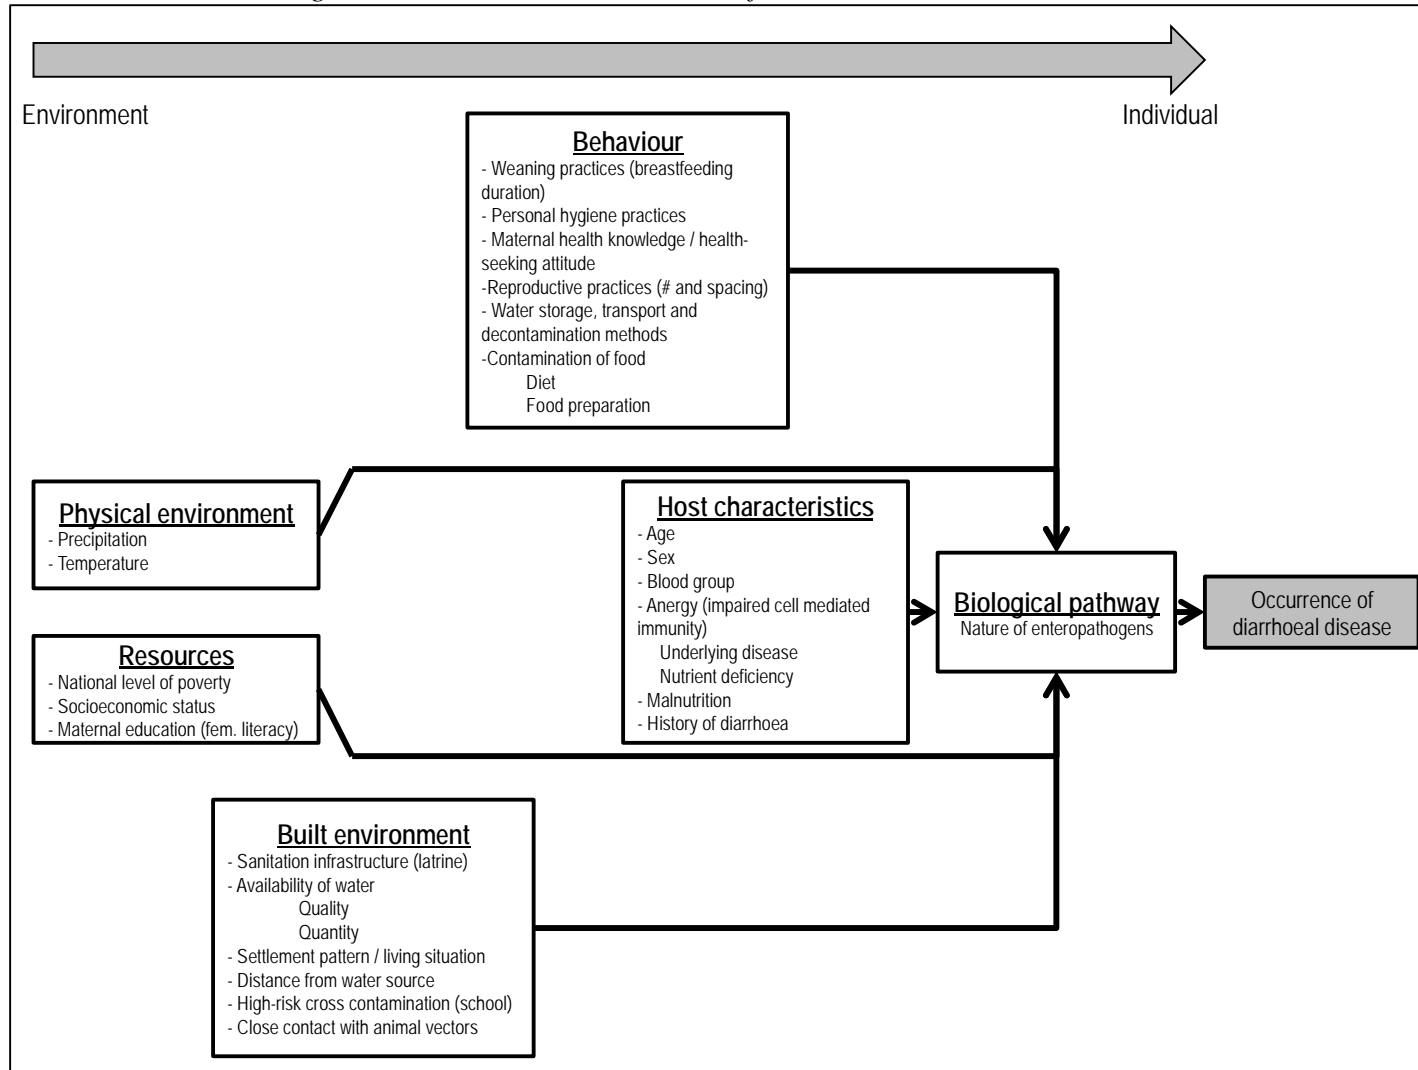 Environment
Individual
Behaviour
- Weaning practices (breastfeeding
duration)
- Personal hygiene practices
- Maternal health knowledge / health-
seeking attitude
-Reproductive practices (# and spacing)
- Water storage, transport and
decontamination methods
-Contamination of food
Diet
Food preparation
Physical environment
- Precipitation
- Temperature
Host characteristics
- Age
- Sex
- Blood group
- Anergy (impaired cell mediated
immunity)
Underlying disease
Nutrient deficiency
- Malnutrition
- History of diarrhoea
Biological pathway
Nature of enteropathogens
Occurrence of
diarrhoeal disease
Resources
- National level of poverty
- Socioeconomic status
- Maternal education (fem. literacy)
Built environment
- Sanitation infrastructure (latrine)
- Availability of water
Quality
Quantity
- Settlement pattern / living situation
- Distance from water source
- High-risk cross contamination (school)
- Close contact with animal vectors